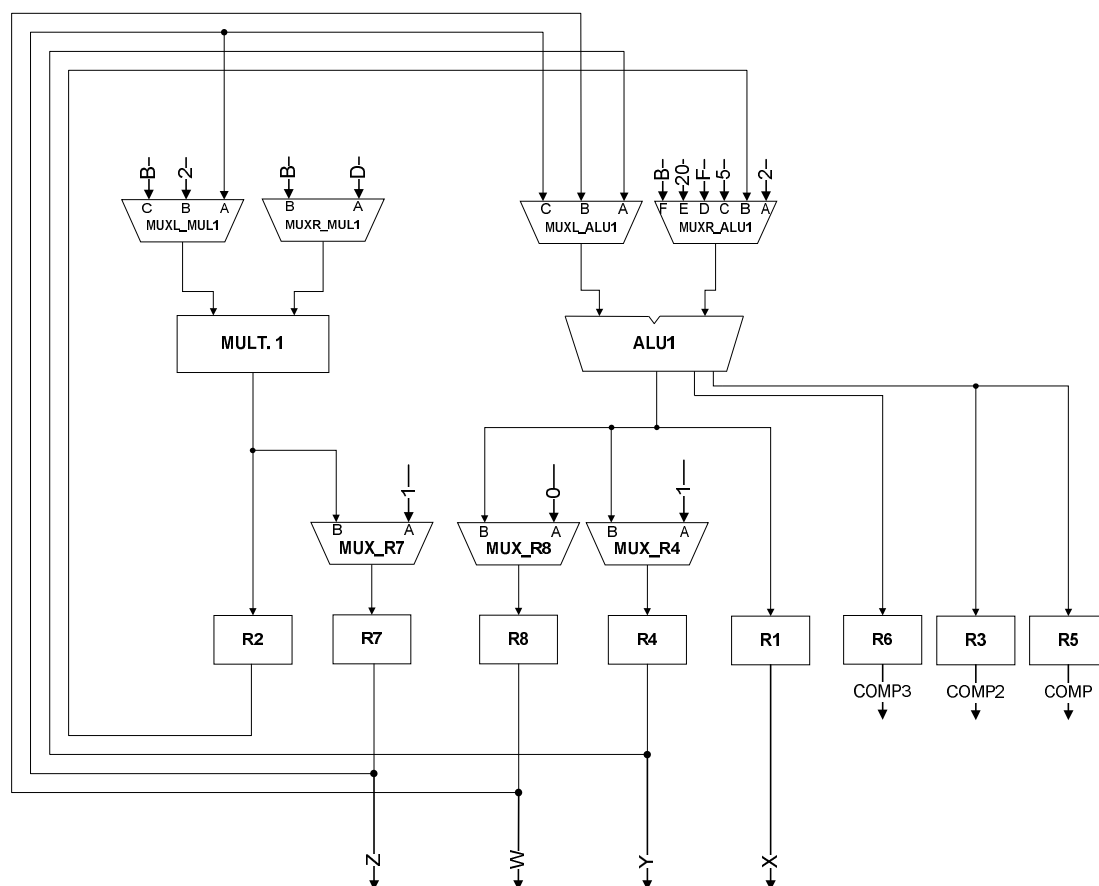 B 2 B D B 20 F 5 2
C B A B A C B A F E D C B A
MUXL_MUL1 MUXR_MUL1 MUXL_ALU1 MUXR_ALU1
MULT. 1 ALU1
1 0 1
B A B A B A
MUX_R7 MUX_R8 MUX_R4
R2 R7 R8 R4 R1 R6 R3 R5
COMP3 COMP2 COMP
Z W Y X